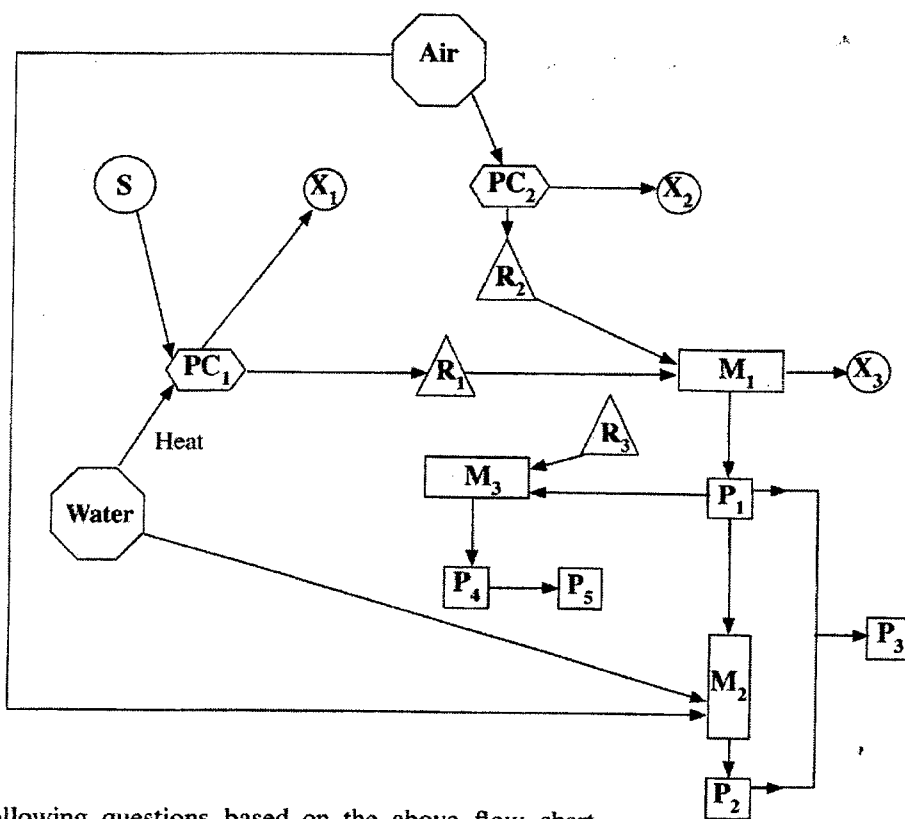 Air
S
X₁
PC₂
X₂
R₂
PC₁
R₁
M₁
X₃
Heat
R₃
M₃
P₁
Water
P₄
P₅
P₃
M₂
P₂
ollowing questions based on the above flow chart